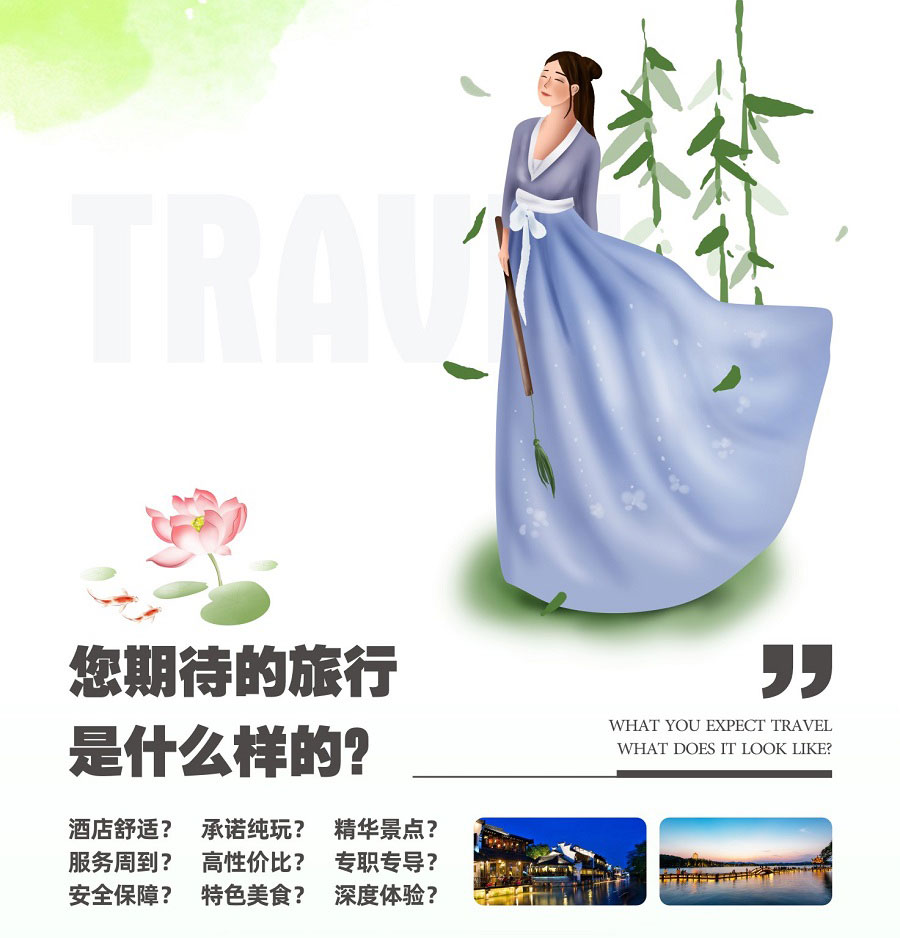 TRAVEL
您期待的旅行
是什么样的?
”
WHAT YOU EXPECT TRAVEL
WHAT DOES IT LOOK LIKE?
酒店舒适? 承诺纯玩? 精华景点?
服务周到? 高性价比? 专职专导?
安全保障? 特色美食? 深度体验?